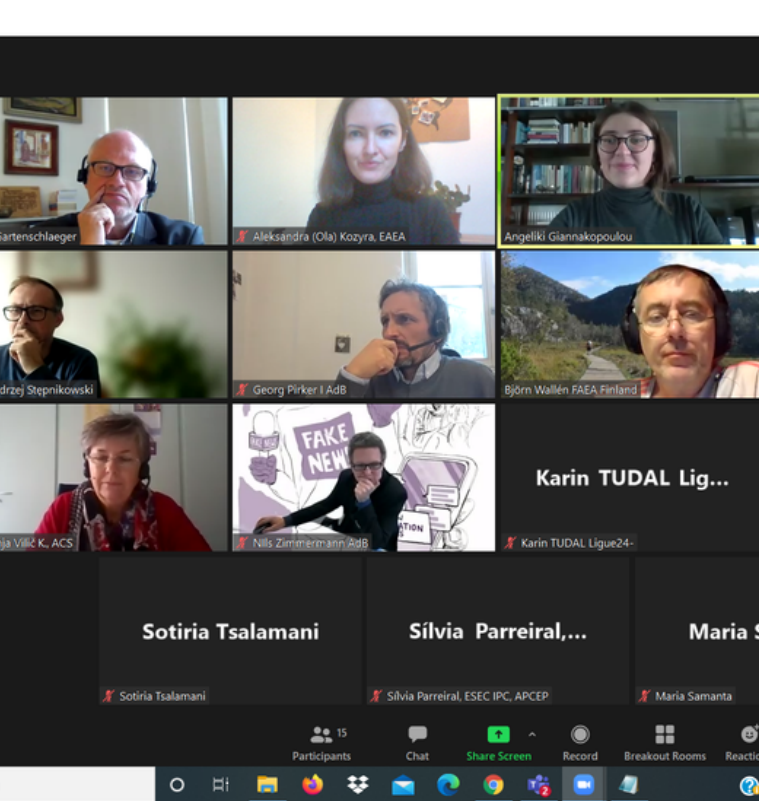 Gartenschlaeger
Aleksandra (Ola) Kozyra, EAEA
Angeliki Giannakopoulou
drzej Stępnikowski
Georg Pirker I AdB
Björn Wallén FAEA Finland
FAKE NEWS
FAKE
NEW
ATION
ja Vilič K., ACS
Nils Zimmermann AdB
Karin TUDAL Lig...
Karin TUDAL Ligue24-
Sotiria Tsalamani
Sílvia Parreiral,...
Maria S
Sotiria Tsalamani
Sílvia Parreiral, ESEC IPC, APCEP
Maria Samanta
15
Participants
Chat
Share Screen
Record
Breakout Rooms
Reactio
2